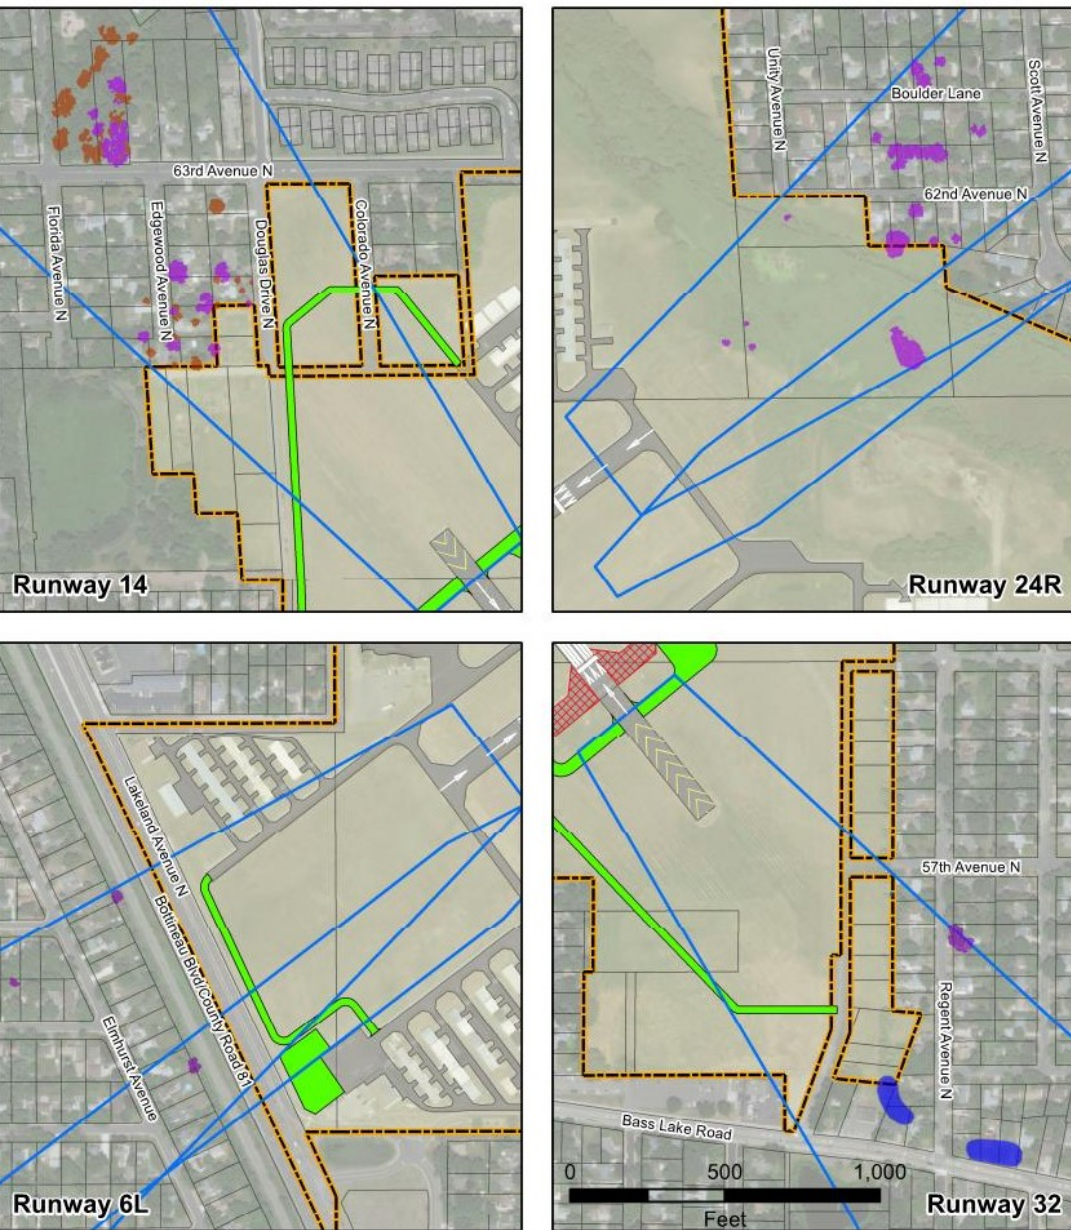 63rd Avenue N
Florida Avenue N
Edgewood Avenue N
Douglas Drive N
Colorado Avenue N
Runway 14
Unity Avenue N
Boulder Lane
Scott Avenue N
62nd Avenue N
Runway 24R
Lakeland Avenue N
Bottineau Blvd/County Road 81
Elmhurst Avenue
Runway 6L
57th Avenue N
Regent Avenue N
Bass Lake Road
0 500 1,000
Feet
Runway 32